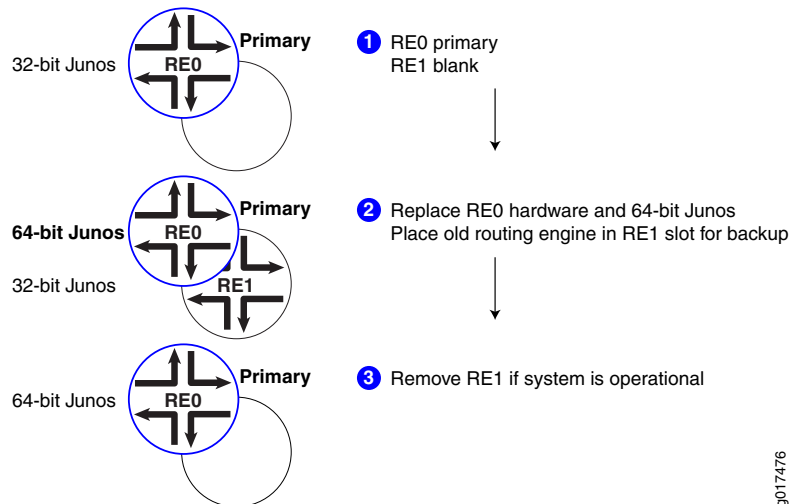 Primary
32-bit Junos
RE0
1 RE0 primary
RE1 blank
Primary
64-bit Junos
RE0
32-bit Junos
RE1
2 Replace RE0 hardware and 64-bit Junos
Place old routing engine in RE1 slot for backup
Primary
64-bit Junos
RE0
3 Remove RE1 if system is operational
g017476